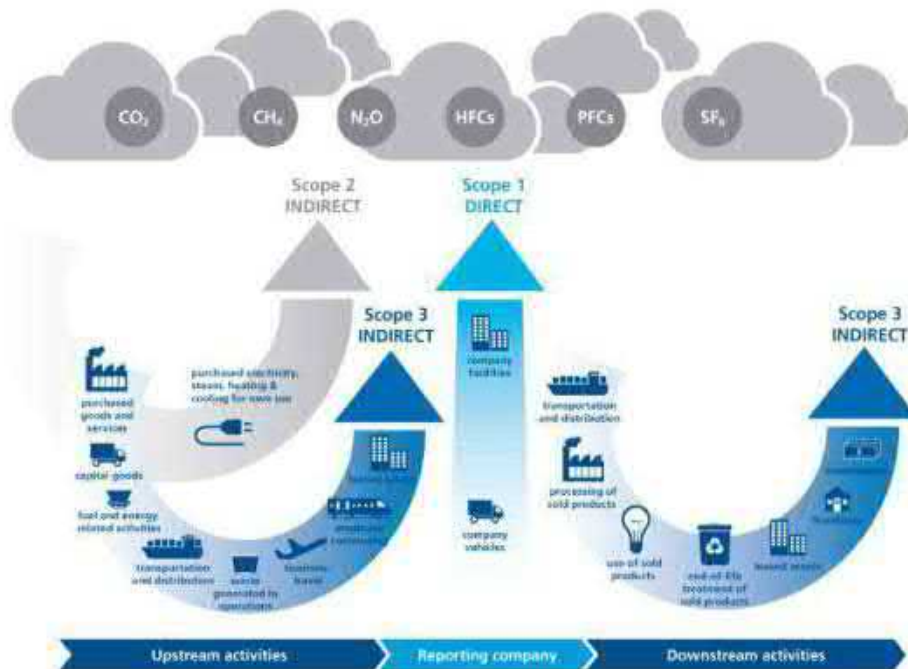 CO₂
CH₄
N₂O
HFCs
PFCs
SF₆
Scope 2
INDIRECT
Scope 1
DIRECT
Scope 3
INDIRECT
Scope 3
INDIRECT
purchased
goods and
services
purchased electricity,
steam, heating &
cooling for own use
company
facilities
transportation
and distribution
capital goods
fuel and energy
related activities
transportation
and distribution
waste
generated in
operations
business
travel
company
vehicles
processing of
sold products
use of sold
products
end-of-life
treatment of
sold products
leased assets
Upstream activities
Reporting company
Downstream activities